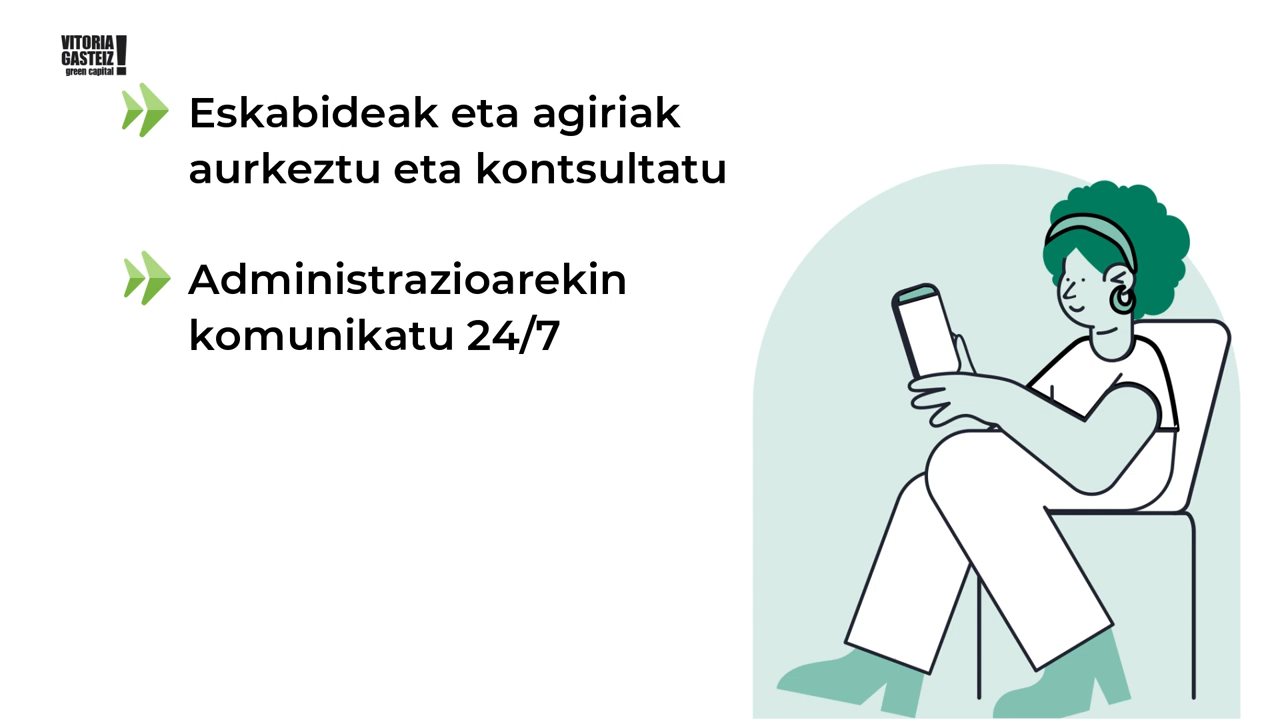 VITORIA
GASTEIZ
green capital
Eskabideak eta agiriak
aurkeztu eta kontsultatu
Administrazioarekin
komunikatu 24/7